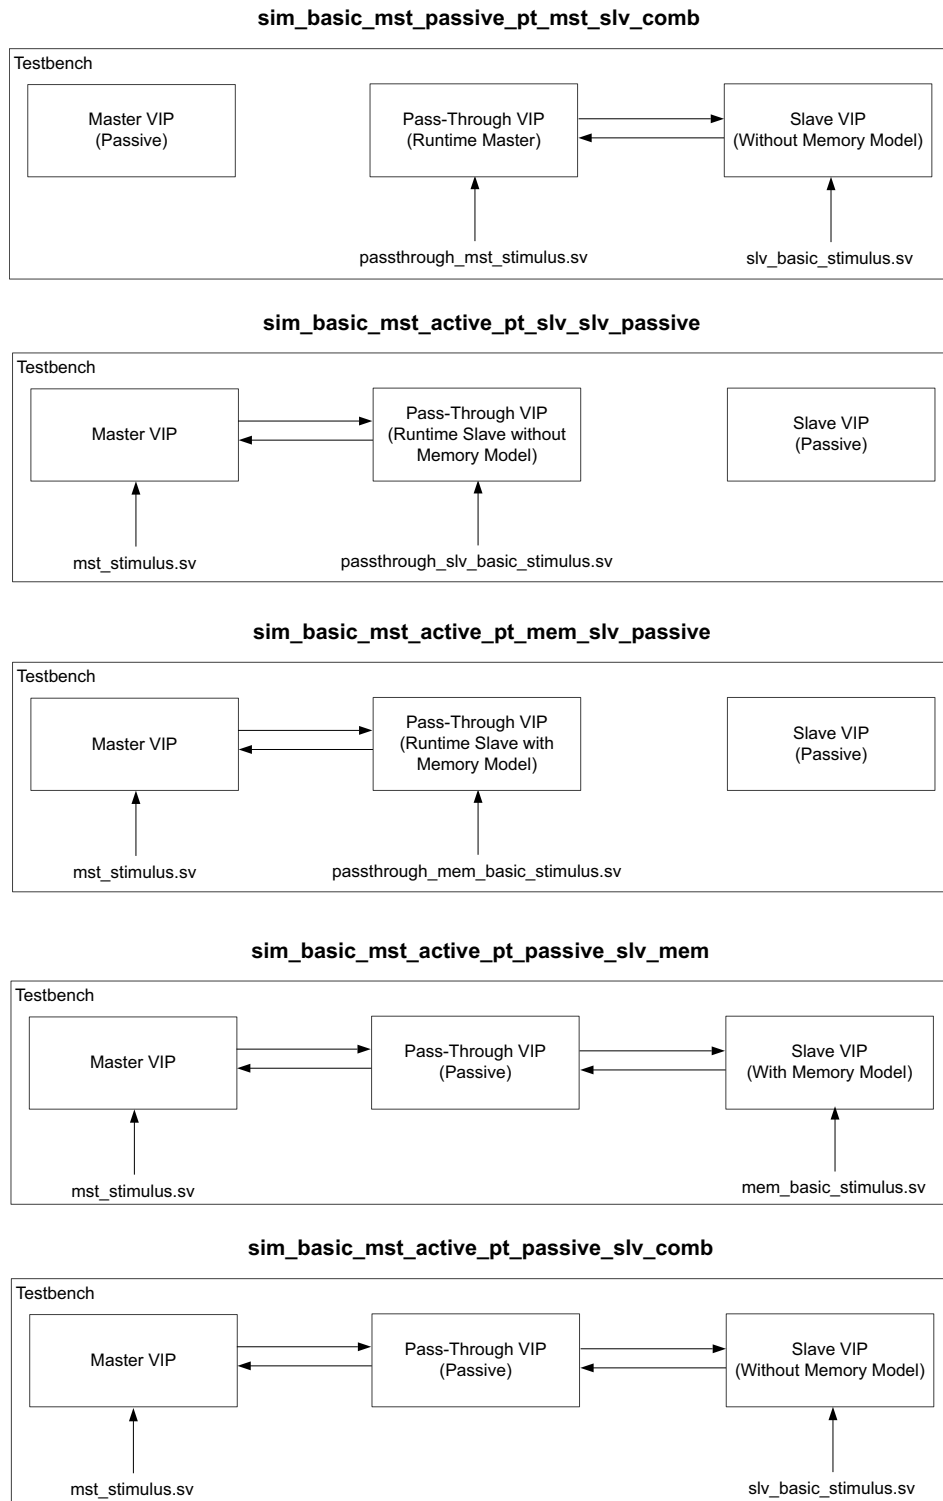 sim_basic_mst_passive_pt_mst_slv_comb
Testbench
Master VIP
(Passive)
Pass-Through VIP
(Runtime Master)
Slave VIP
(Without Memory Model)
passthrough_mst_stimulus.sv
slv_basic_stimulus.sv
sim_basic_mst_active_pt_slv_slv_passive
Testbench
Master VIP
Pass-Through VIP
(Runtime Slave without
Memory Model)
Slave VIP
(Passive)
mst_stimulus.sv
passthrough_slv_basic_stimulus.sv
sim_basic_mst_active_pt_mem_slv_passive
Testbench
Master VIP
Pass-Through VIP
(Runtime Slave with
Memory Model)
Slave VIP
(Passive)
mst_stimulus.sv
passthrough_mem_basic_stimulus.sv
sim_basic_mst_active_pt_passive_slv_mem
Testbench
Master VIP
Pass-Through VIP
(Passive)
Slave VIP
(With Memory Model)
mst_stimulus.sv
mem_basic_stimulus.sv
sim_basic_mst_active_pt_passive_slv_comb
Testbench
Master VIP
Pass-Through VIP
(Passive)
Slave VIP
(Without Memory Model)
mst_stimulus.sv
slv_basic_stimulus.sv